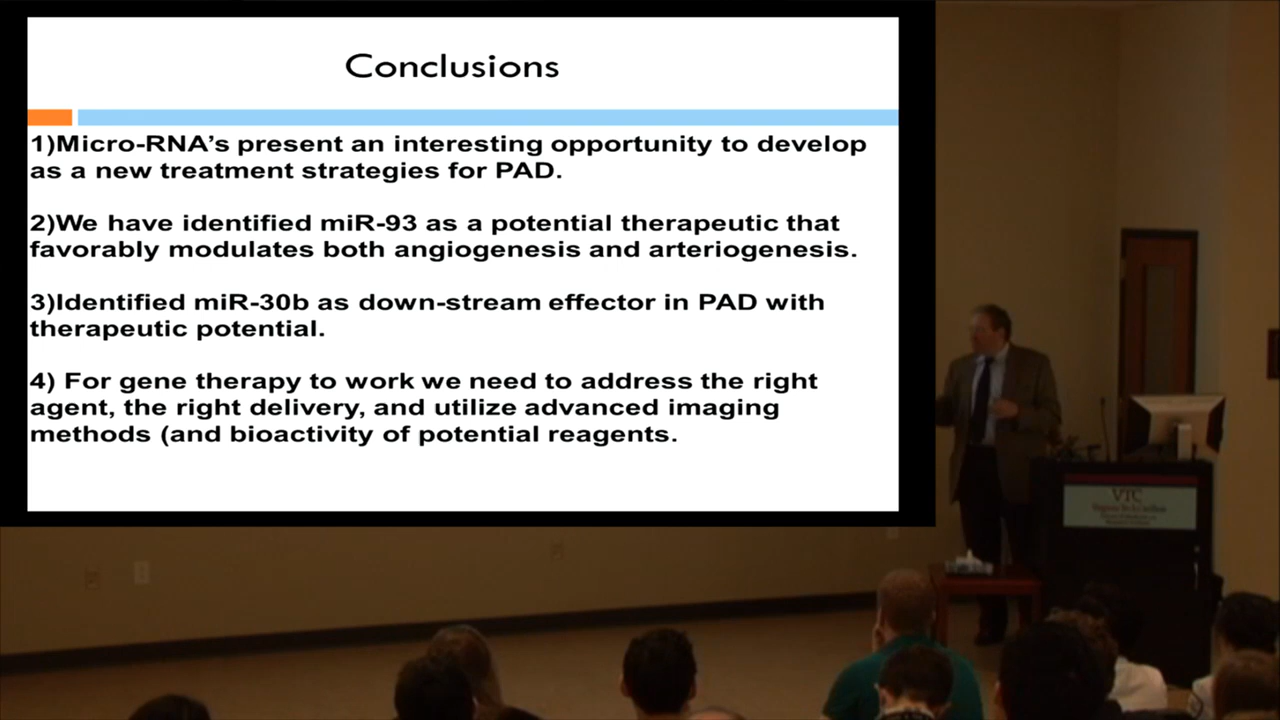 Conclusions
1)Micro-RNA’s present an interesting opportunity to develop
as a new treatment strategies for PAD.
2)We have identified miR-93 as a potential therapeutic that
favorably modulates both angiogenesis and arteriogenesis.
3)Identified miR-30b as down-stream effector in PAD with
therapeutic potential.
4) For gene therapy to work we need to address the right
agent, the right delivery, and utilize advanced imaging
methods (and bioactivity of potential reagents.
VTC